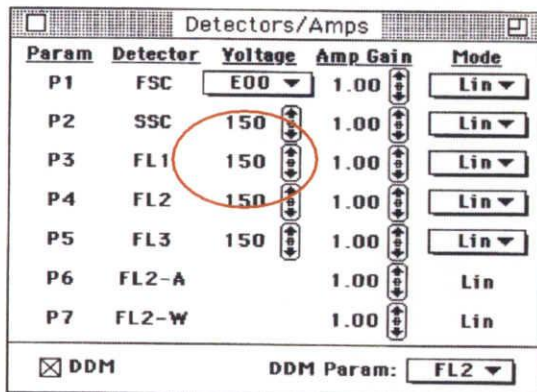 Detectors/Amps
Param Detector Voltage Amp Gain Mode
P1 FSC E00 1.00 Lin
P2 SSC 150 1.00 Lin
P3 FL1 150 1.00 Lin
P4 FL2 150 1.00 Lin
P5 FL3 150 1.00 Lin
P6 FL2-A 1.00 Lin
P7 FL2-W 1.00 Lin
DDM DDM Param: FL2